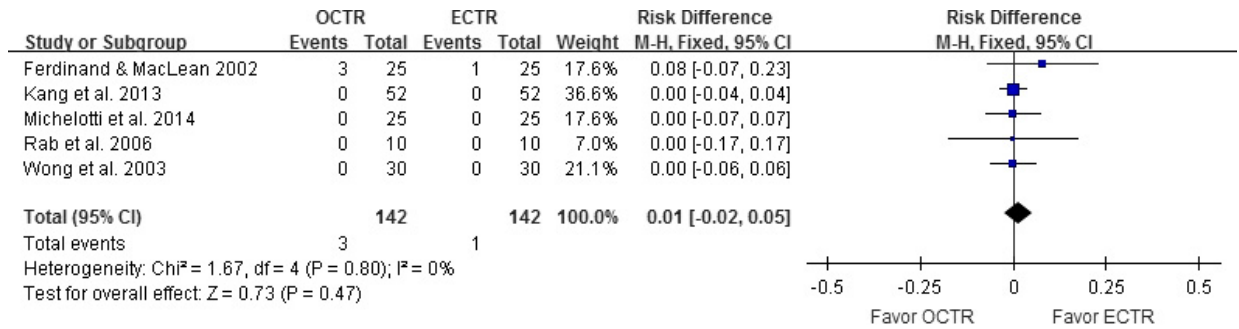 OCTR ECTR Risk Difference Risk Difference
Study or Subgroup Events Total Events Total Weight M-H, Fixed, 95% CI M-H, Fixed, 95% CI
Ferdinand & MacLean 2002 3 25 1 25 17.6% 0.08 [-0.07, 0.23]
Kang et al. 2013 0 52 0 52 36.6% 0.00 [-0.04, 0.04]
Michelotti et al. 2014 0 25 0 25 17.6% 0.00 [-0.07, 0.07]
Rab et al. 2006 0 10 0 10 7.0% 0.00 [-0.17, 0.17]
Wong et al. 2003 0 30 0 30 21.1% 0.00 [-0.06, 0.06]
Total (95% CI) 142 142 100.0% 0.01 [-0.02, 0.05]
Total events 3 1
Heterogeneity: Chi² = 1.67, df = 4 (P = 0.80); I² = 0%
Test for overall effect: Z = 0.73 (P = 0.47)
-0.5 -0.25 0 0.25 0.5
Favor OCTR Favor ECTR